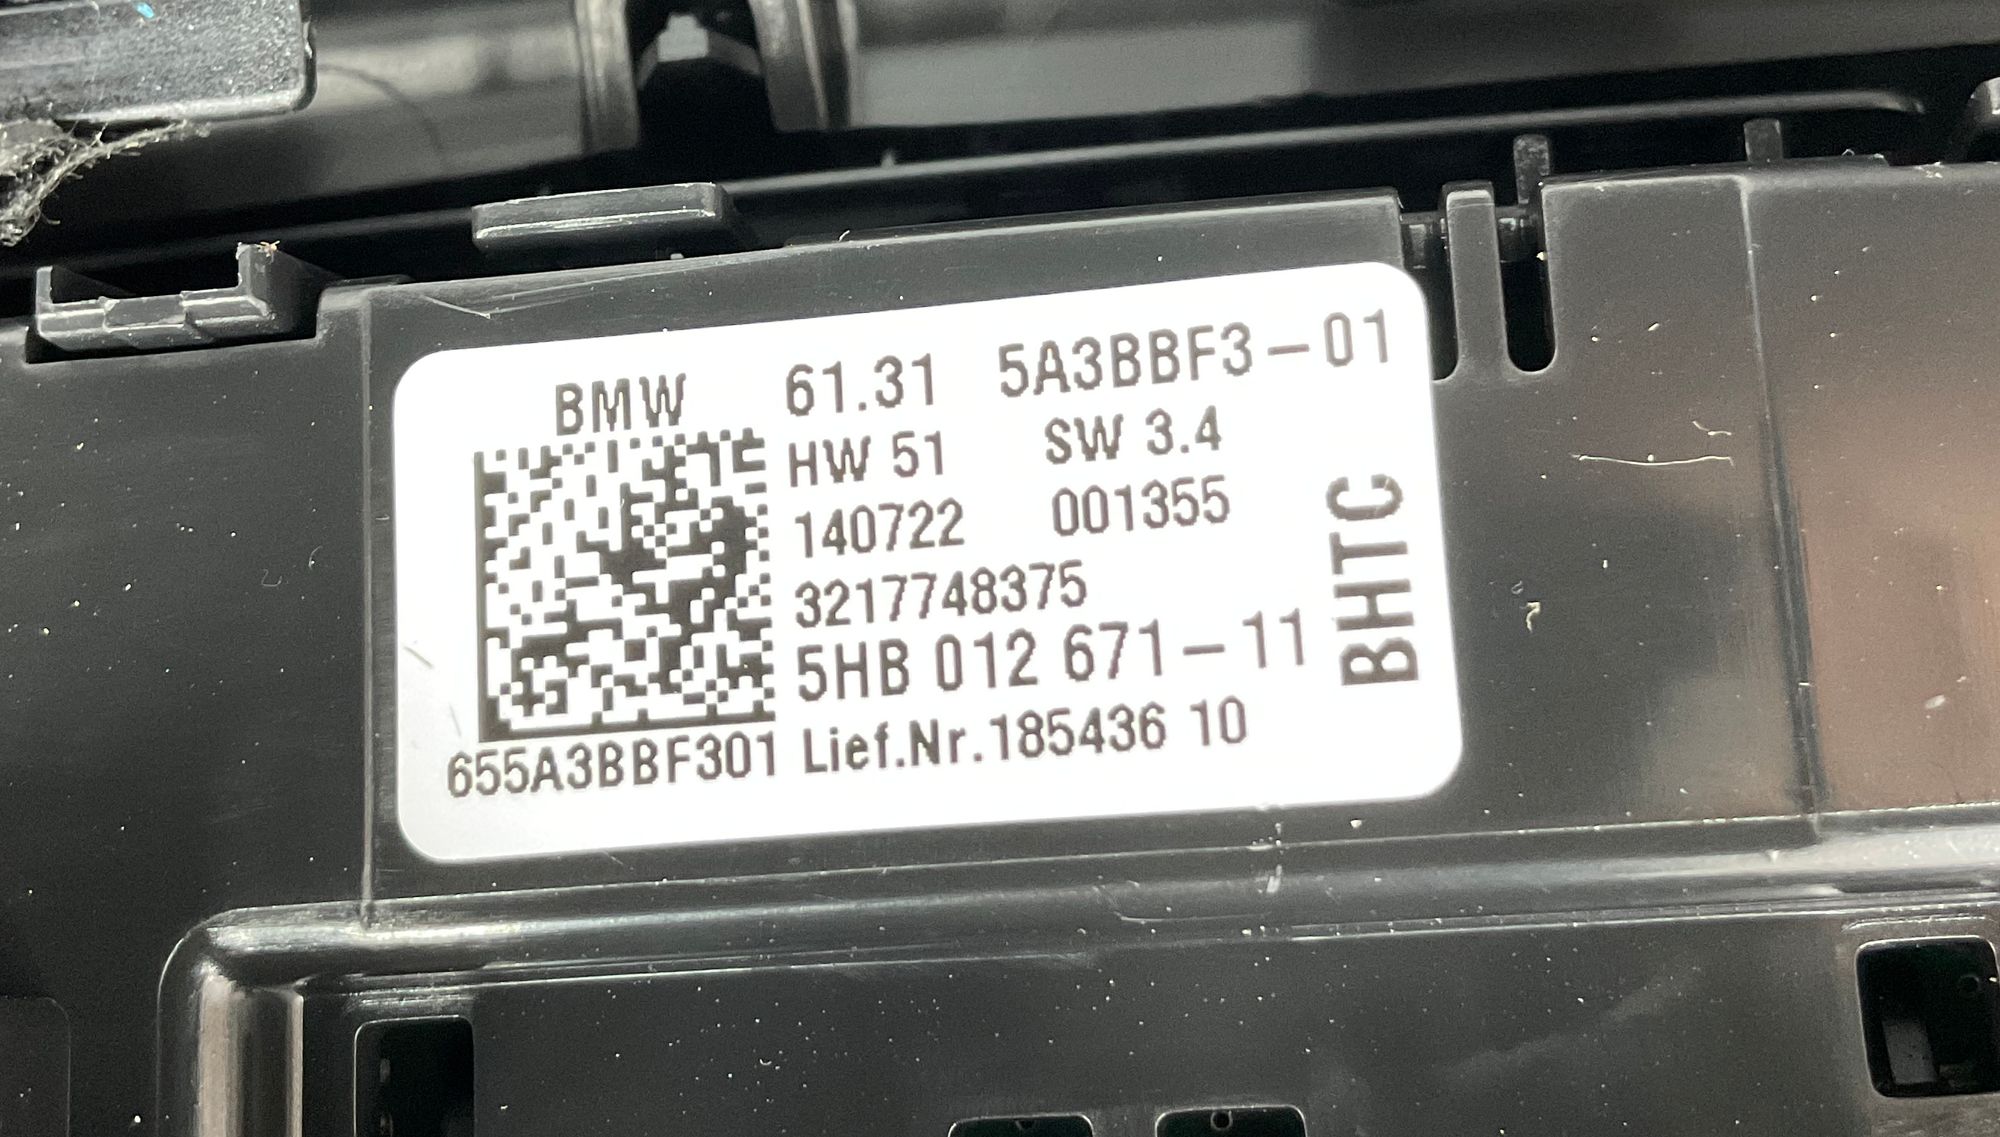 BMW 61.31 5A3BBF3-01
HW 51 SW 3.4
140722 001355
3217748375
5HB 012 671-11
655A3BBF301 Lief.Nr.185436 10
BHTC